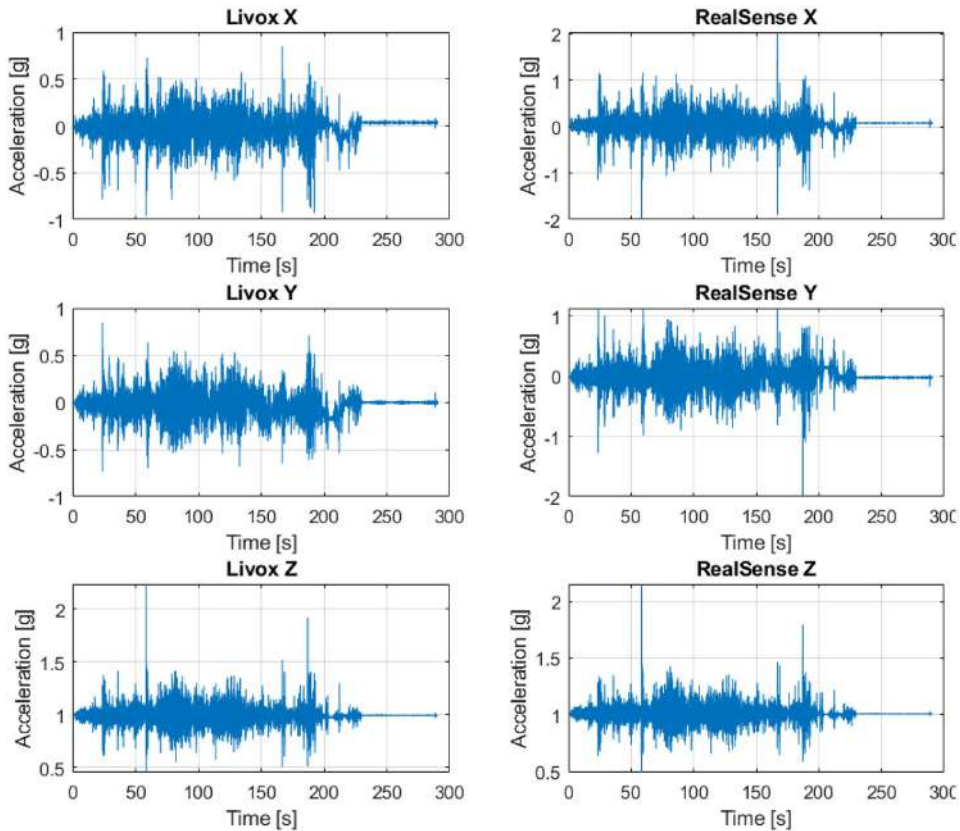 Livox X
1
0.5
0
-0.5
-1
Acceleration [g]
0 50 100 150 200 250 300
Time [s]
RealSense X
2
1
0
-1
-2
Acceleration [g]
0 50 100 150 200 250 300
Time [s]
Livox Y
1
0.5
0
-0.5
-1
Acceleration [g]
0 50 100 150 200 250 300
Time [s]
RealSense Y
1
0
-1
-2
Acceleration [g]
0 50 100 150 200 250 300
Time [s]
Livox Z
2
1.5
1
0.5
Acceleration [g]
0 50 100 150 200 250 300
Time [s]
RealSense Z
2
1.5
1
0.5
Acceleration [g]
0 50 100 150 200 250 300
Time [s]